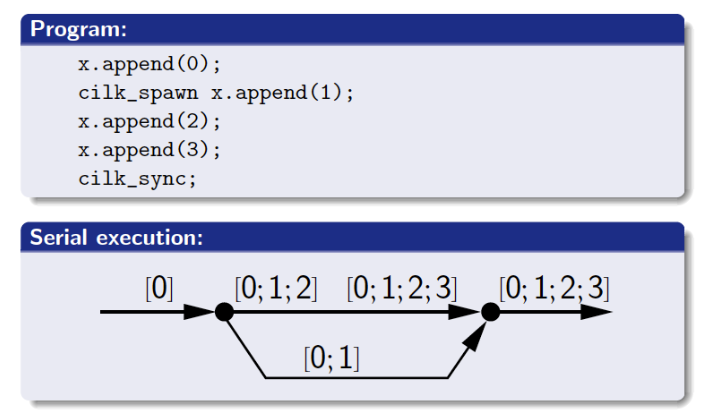 Program:
x.append(0);
cilk_spawn x.append(1);
x.append(2);
x.append(3);
cilk_sync;
Serial execution:
[0] [0; 1; 2] [0; 1; 2; 3] [0; 1; 2; 3]
[0; 1]